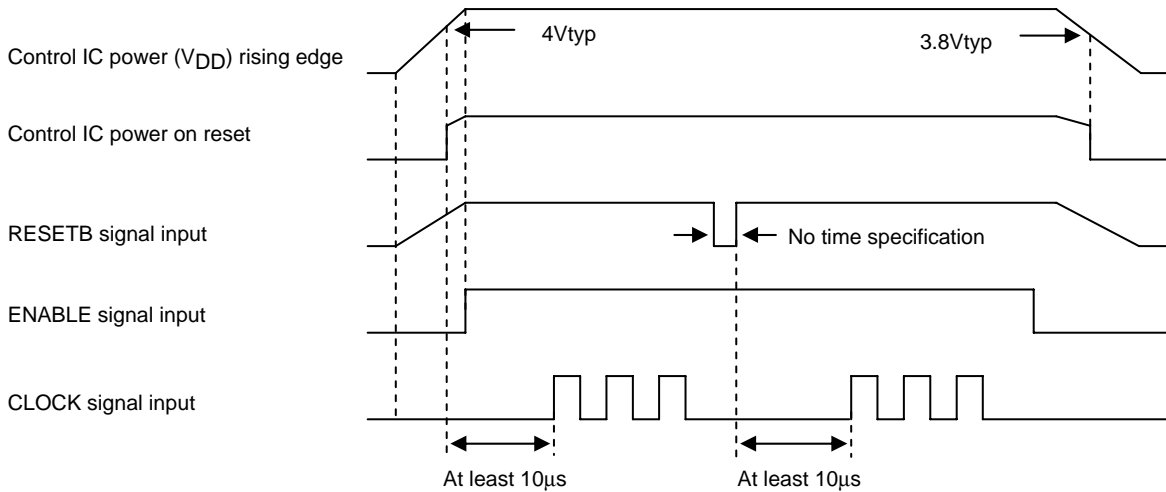 4Vtyp
3.8Vtyp
Control IC power (VDD) rising edge
Control IC power on reset
RESETB signal input
No time specification
ENABLE signal input
CLOCK signal input
At least 10μs
At least 10μs